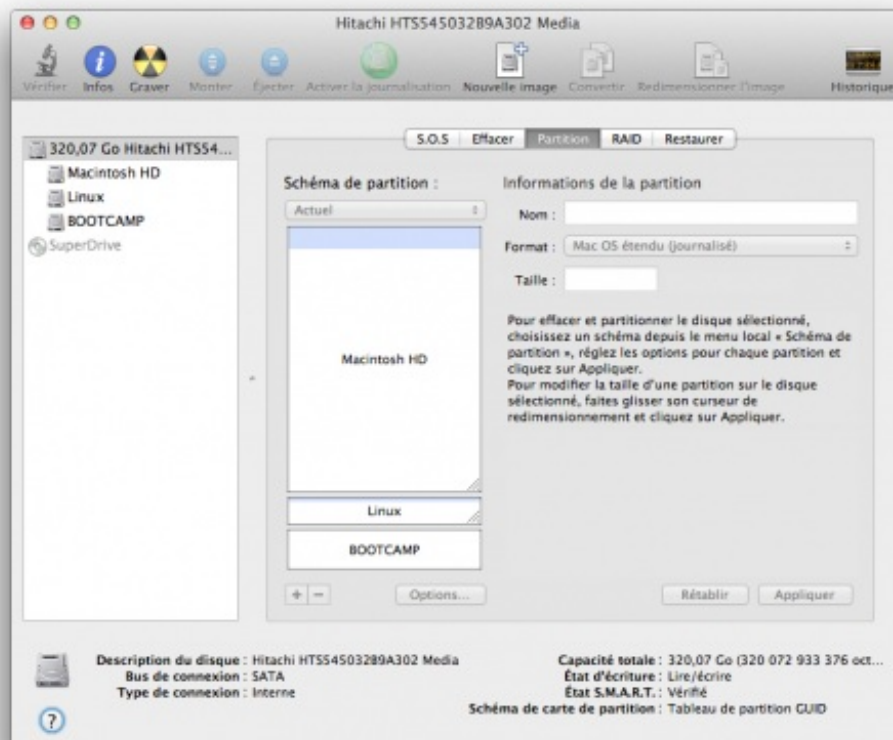 Hitachi HTS545032B9A302 Media
Vérifier Infos Graver Monter Éjecter Activer la journalisation Nouvelle image Convertir Redimensionner l'image Historique
S.O.S Effacer Partition RAID Restaurer
320,07 Go Hitachi HTS54...
Macintosh HD
Linux
BOOTCAMP
SuperDrive
Schéma de partition :
Actuel
Macintosh HD
Linux
BOOTCAMP
+ − Options...
Informations de la partition
Nom :
Format : Mac OS étendu (journalisé)
Taille :
Pour effacer et partitionner le disque sélectionné,
choisissez un schéma depuis le menu local « Schéma de
partition », réglez les options pour chaque partition et
cliquez sur Appliquer.
Pour modifier la taille d'une partition sur le disque
sélectionné, faites glisser son curseur de
redimensionnement et cliquez sur Appliquer.
Rétablir Appliquer
Description du disque : Hitachi HTS545032B9A302 Media
Bus de connexion : SATA
Type de connexion : Interne
Capacité totale : 320,07 Go (320 072 933 376 oct...
État d'écriture : Lire/écrire
État S.M.A.R.T. : Vérifié
Schéma de carte de partition : Tableau de partition GUID
?